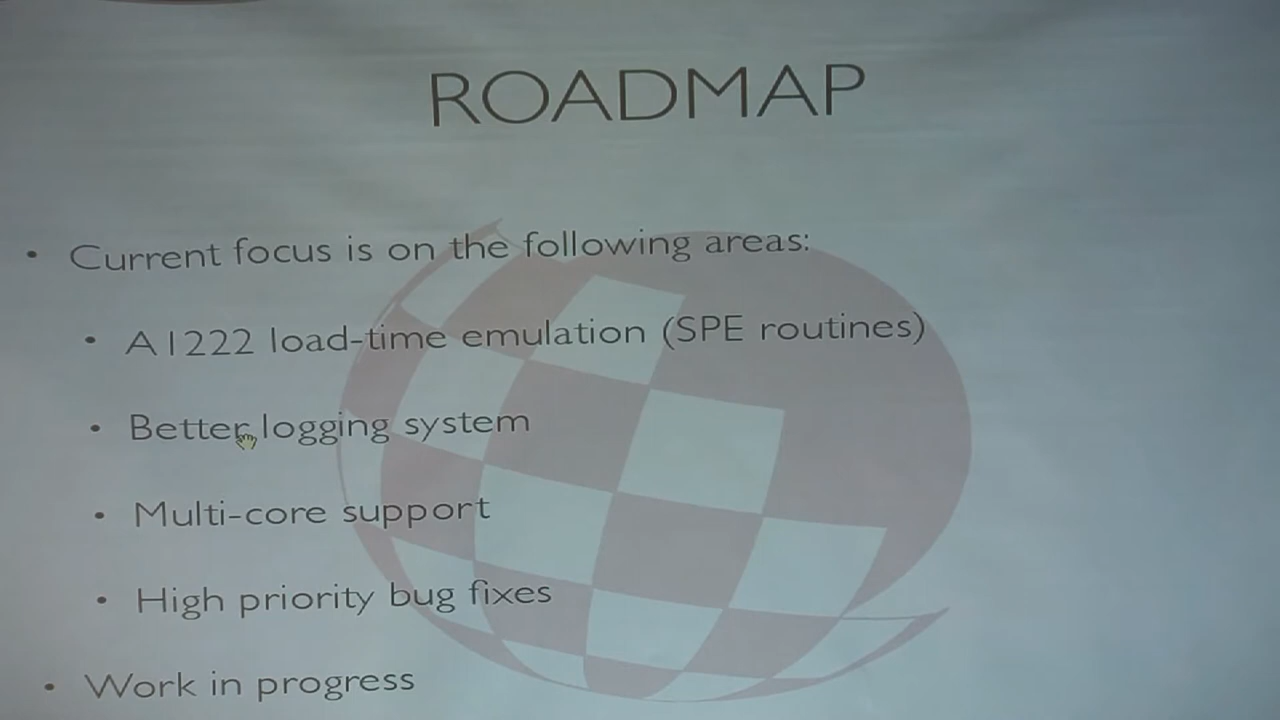 ROADMAP
• Current focus is on the following areas:
• A1222 load-time emulation (SPE routines)
• Better logging system
• Multi-core support
• High priority bug fixes
• Work in progress